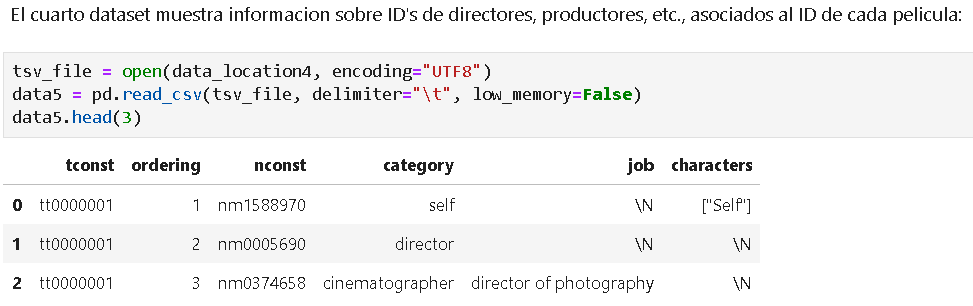 El cuarto dataset muestra informacion sobre ID's de directores, productores, etc., asociados al ID de cada pelicula:
tsv_file = open(data_location4, encoding="UTF8")
data5 = pd.read_csv(tsv_file, delimiter="\t", low_memory=False)
data5.head(3)
tconst ordering nconst category job characters
0 tt0000001 1 nm1588970 self \N ["Self"]
1 tt0000001 2 nm0005690 director \N \N
2 tt0000001 3 nm0374658 cinematographer director of photography \N